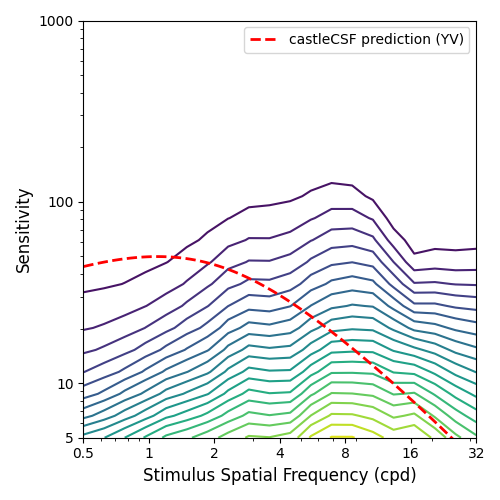 1000
castleCSF prediction (YV)
100
Sensitivity
10
5
0.5 1 2 4 8 16 32
Stimulus Spatial Frequency (cpd)